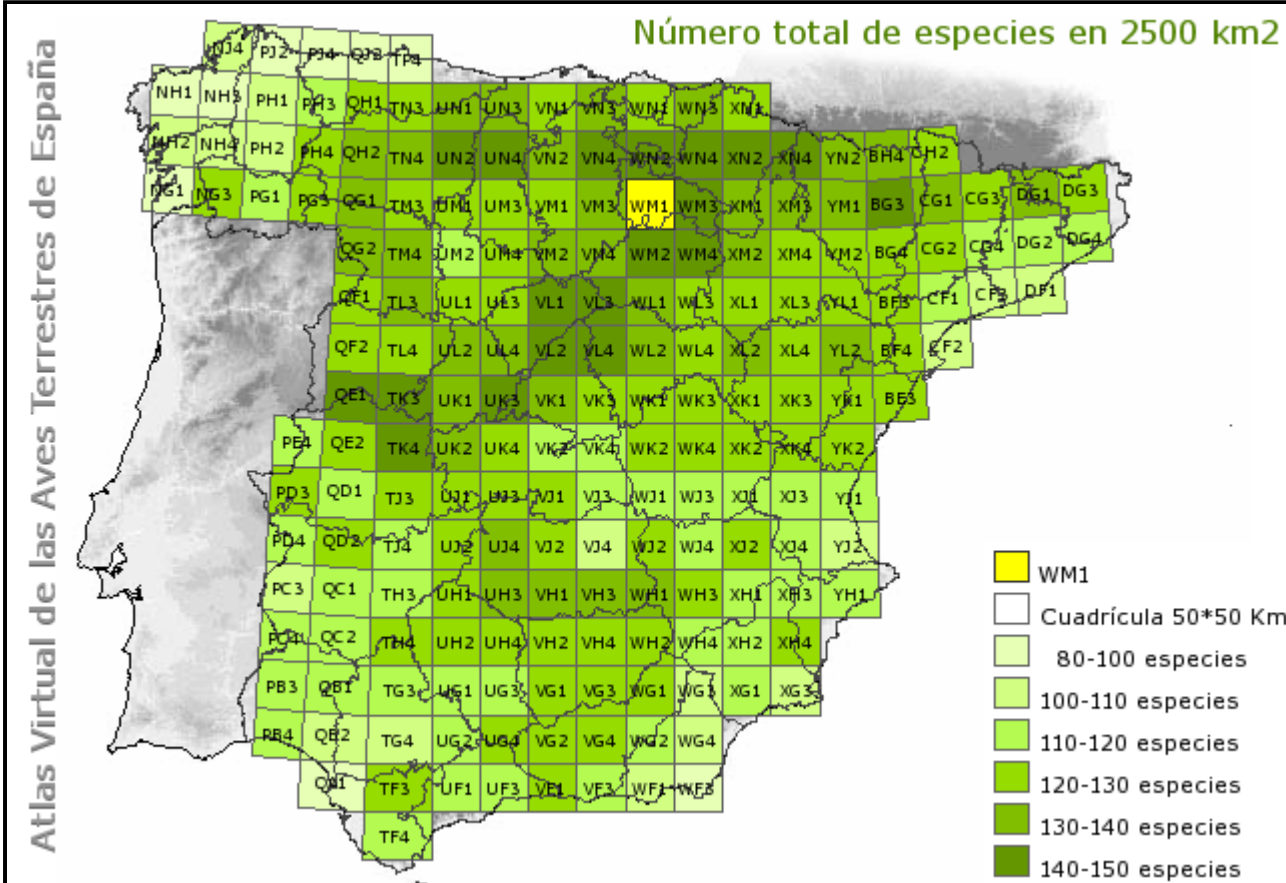 Número total de especies en 2500 km2
Atlas Virtual de las Aves Terrestres de España
NJ4 PJ2 PJ4 QJ2 TP4
NH1 NH3 PH1 PH3 QH1 TN3 UN1 UN3 VN1 VN3 WN1 WN3 XN1
NH2 NH4 PH2 PH4 QH2 TN4 UN2 UN4 VN2 VN4 WN2 WN4 XN2 XN4 YN2 BH4 CH2
NG1 NG3 PG1 PG3 QG1 TM3 UM1 UM3 VM1 VM3 WM1 WM3 XM1 XM3 YM1 BG3 CG1 CG3 DG1 DG3
QG2 TM4 UM2 UM4 VM2 VN4 WM2 WM4 XM2 XM4 YM2 BG4 CG2 CG4 DG2 DG4
QF1 TL3 UL1 UL3 VL1 VL3 WL1 WL3 XL1 XL3 YL1 BF3 CF1 CF3 DF1
QF2 TL4 UL2 UL4 VL2 VL4 WL2 WL4 XL2 XL4 YL2 BF4 CF2
QE1 TK3 UK1 UK3 VK1 VK3 WK1 WK3 XK1 XK3 YK1 BE3
PE4 QE2 TK4 UK2 UK4 VK2 VK4 WK2 WK4 XK2 XK4 YK2
PD3 QD1 TJ3 UJ1 UJ3 VJ1 VJ3 WJ1 WJ3 XJ1 XJ3 YJ1
PD4 QD2 TJ4 UJ2 UJ4 VJ2 VJ4 WJ2 WJ4 XJ2 XJ4 YJ2
PC3 QC1 TH3 UH1 UH3 VH1 VH3 WH1 WH3 XH1 XH3 YH1
PC4 QC2 TH4 UH2 UH4 VH2 VH4 WH2 WH4 XH2 XH4
PB3 QB1 TG3 UG1 UG3 VG1 VG3 WG1 WG3 XG1 XG3
PB4 QB2 TG4 UG2 UG4 VG2 VG4 WG2 WG4
QA1 TF3 UF1 UF3 VF1 VF3 WF1 WF3
TF4
WM1
Cuadrícula 50*50 Km
80-100 especies
100-110 especies
110-120 especies
120-130 especies
130-140 especies
140-150 especies